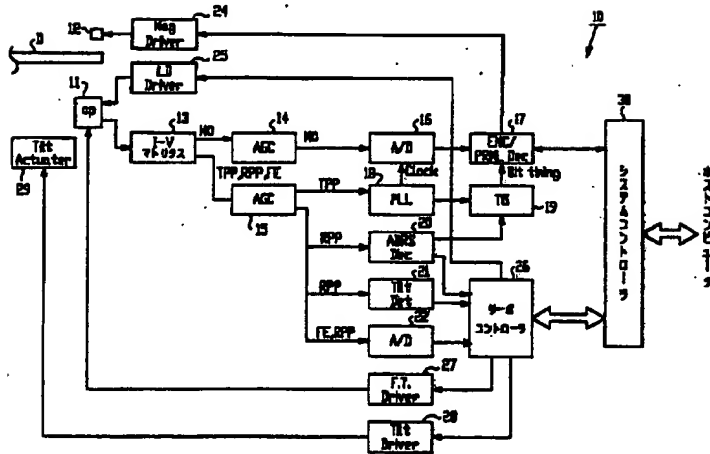 24
Mag
Driver
12
D
25
LD
Driver
11
OP
10
13
I-V
マトリクス
MO
14
AGC
MO
16
A/D
17
ENC/
PRML Dec
30
システムコントローラ
Tilt
Actuator
29
TPP,RPP,FE
AGC
15
TPP
18
Clock
PLL
Bit timing
TG
19
RPP
20
ADRS
Dec
RPP
21
Tilt
Det
26
サーボ
コントローラ
FE,RPP
22
A/D
27
F.T.
Driver
28
Tilt
Driver